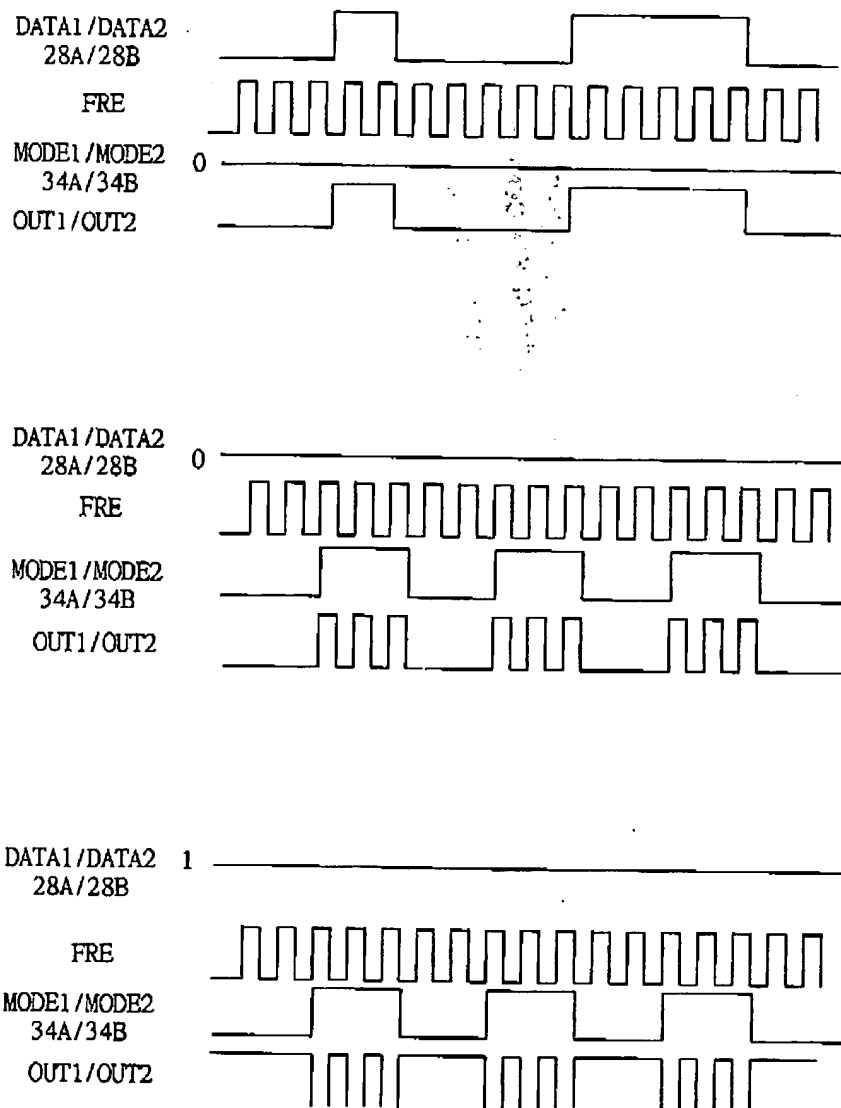 DATA1/DATA2
28A/28B
FRE
MODE1/MODE2 0
34A/34B
OUT1/OUT2
DATA1/DATA2
28A/28B 0
FRE
MODE1/MODE2
34A/34B
OUT1/OUT2
DATA1/DATA2 1
28A/28B
FRE
MODE1/MODE2
34A/34B
OUT1/OUT2